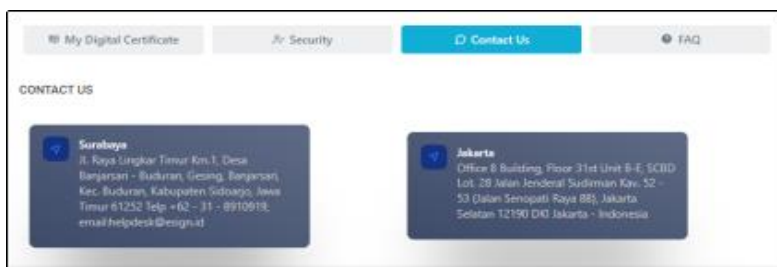 My Digital Certificate
Security
Contact Us
FAQ
CONTACT US
Surabaya
Jl. Raya Lingkar Timur Km.1, Desa
Banjarsari - Buduran, Gesing, Banjarsari,
Kec. Buduran, Kabupaten Sidoarjo, Jawa
Timur 61252 Telp +62 - 31 - 8910919,
email:helpdesk@esign.id
Jakarta
Office 8 Building, Floor 31st Unit B-E, SCBD
Lot. 28 Jalan Jenderal Sudirman Kav. 52 -
53 (Jalan Senopati Raya 8B), Jakarta
Selatan 12190 DKI Jakarta - Indonesia